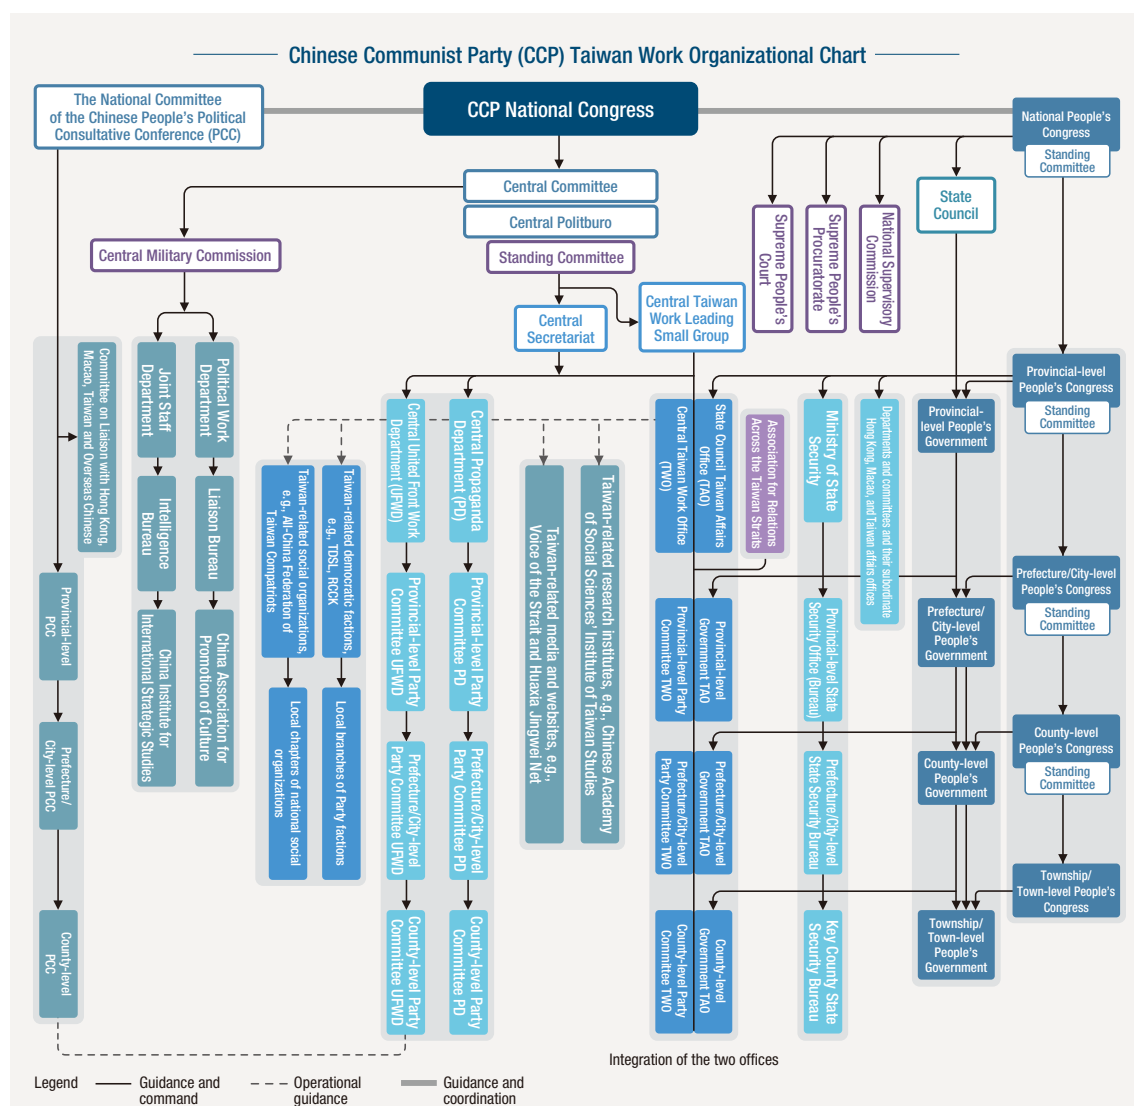 Chinese Communist Party (CCP) Taiwan Work Organizational Chart
The National Committee
of the Chinese People's Political
Consultative Conference (PCC)
CCP National Congress
National People's
Congress
Standing
Committee
Central Committee
Central Politburo
Standing Committee
State
Council
Supreme People's
Court
Supreme People's
Procuratorate
National Supervisory
Commission
Central Military Commission
Central
Secretariat
Central Taiwan
Work Leading
Small Group
Committee on Liaison with Hong Kong,
Macao, Taiwan and Overseas Chinese
Joint Staff
Department
Political Work
Department
Intelligence
Bureau
Liaison Bureau
China Institute for
International Strategic Studies
China Association for
Promotion of Culture
Provincial-level
PCC
Prefecture/
City-level PCC
County-level
PCC
Taiwan-related social organizations,
e.g., All-China Federation of
Taiwan Compatriots
Taiwan-related democratic factions,
e.g., TDSL, RCCK
Local chapters of national social
organizations
Local branches of Party factions
Central United Front Work
Department (UFWD)
Central Propaganda
Department (PD)
Provincial-level Party
Committee UFWD
Provincial-level Party
Committee PD
Prefecture/City-level
Party Committee UFWD
Prefecture/City-level
Party Committee PD
County-level Party
Committee UFWD
County-level Party
Committee PD
Taiwan-related media and websites, e.g.,
Voice of the Strait and Huaxia Jingwei Net
Taiwan-related research institutes, e.g., Chinese Academy
of Social Sciences' Institute of Taiwan Studies
Central Taiwan Work Office
(TWO)
State Council Taiwan Affairs
Office (TAO)
Association for Relations
Across the Taiwan Straits
Provincial-level Party
Committee TWO
Provincial-level
Government TAO
Prefecture/City-level
Party Committee TWO
Prefecture/City-level
Government TAO
County-level Party
Committee TWO
County-level
Government TAO
Ministry of State
Security
Provincial-level State
Security Office (Bureau)
Prefecture/City-level
State Security Bureau
Key County State
Security Bureau
Departments and committees and their subordinate
Hong Kong, Macao, and Taiwan affairs offices
Provincial-
level People's
Government
Prefecture/
City-level
People's
Government
County-level
People's
Government
Township/
Town-level
People's
Government
Provincial-level
People's Congress
Standing
Committee
Prefecture/City-level
People's Congress
Standing
Committee
County-level
People's Congress
Standing
Committee
Township/
Town-level People's
Congress
Integration of the two offices
Legend
Guidance and
command
Operational
guidance
Guidance and
coordination